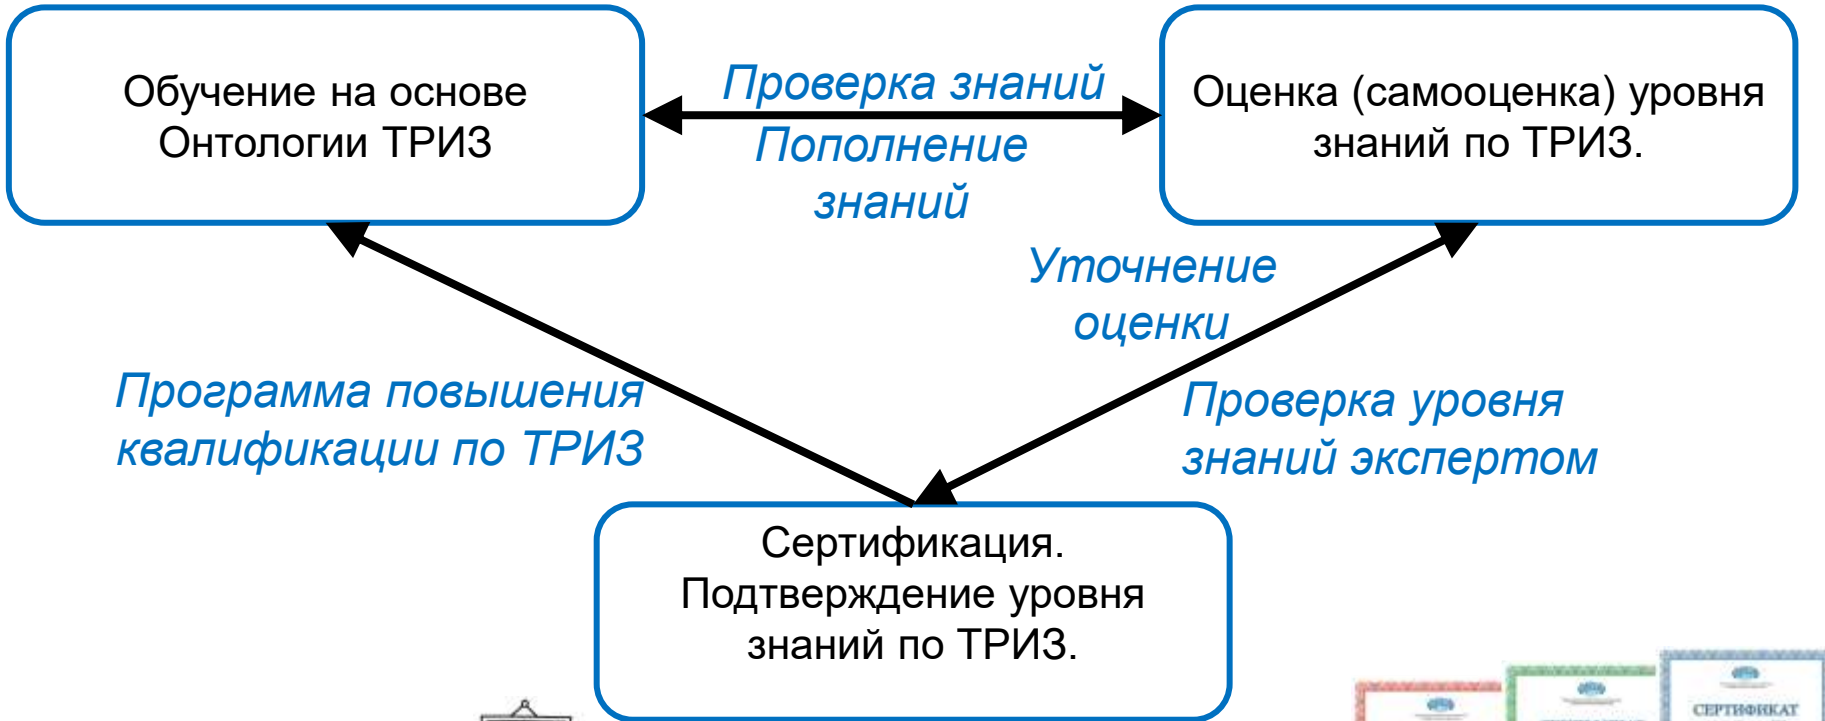 Обучение на основе
Онтологии ТРИЗ
Проверка знаний
Пополнение
знаний
Оценка (самооценка) уровня
знаний по ТРИЗ.
Уточнение
оценки
Программа повышения
квалификации по ТРИЗ
Проверка уровня
знаний экспертом
Сертификация.
Подтверждение уровня
знаний по ТРИЗ.
СЕРТИФИКАТ